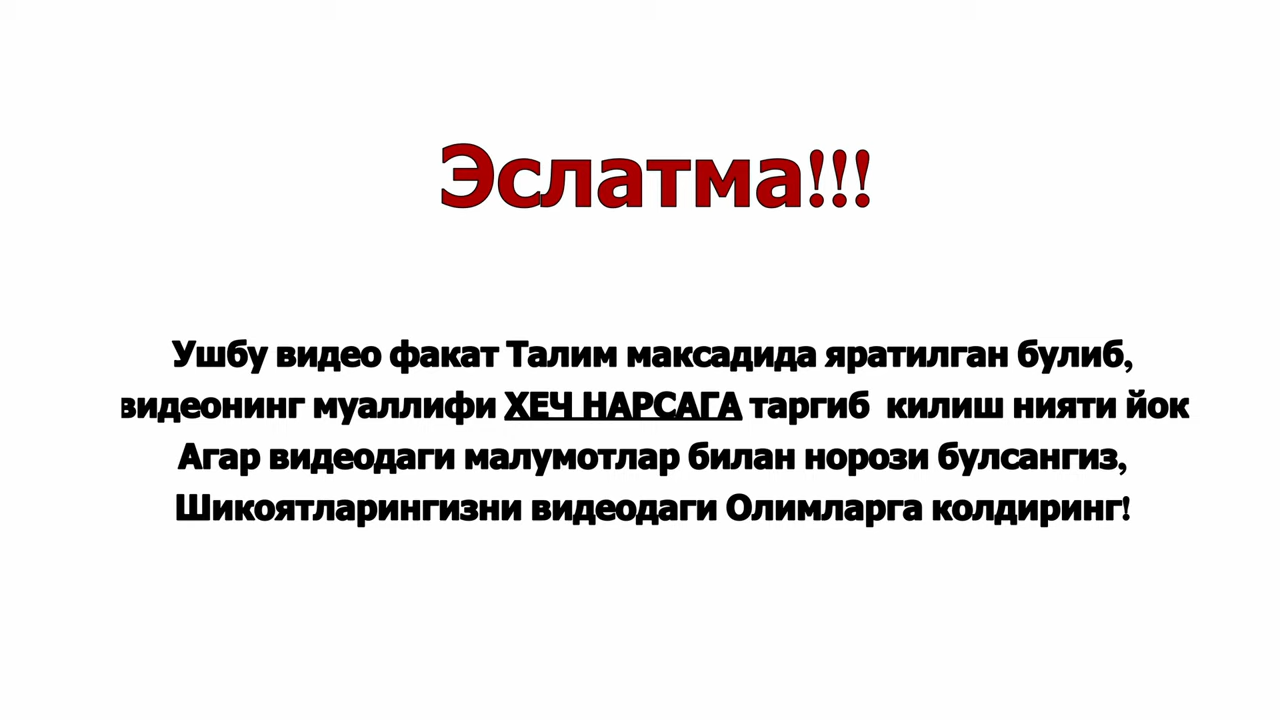 Эслатма!!!
Ушбу видео факат Талим максадида яратилган булиб,
видеонинг муаллифи ХЕЧ НАРСАГА таргиб килиш нияти йок
Агар видеодаги малумотлар билан норози булсангиз,
Шикоятларингизни видеодаги Олимларга колдиринг!